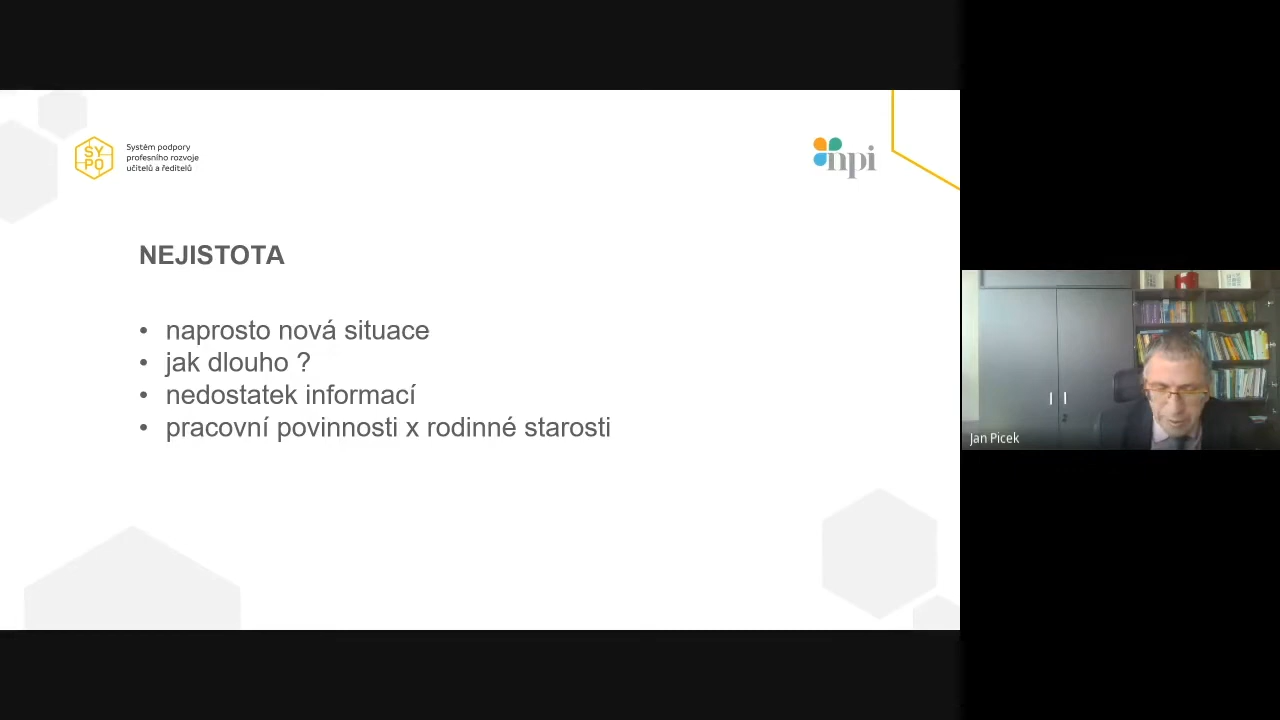 SY
PO
Systém podpory
profesního rozvoje
učitelů a ředitelů
npi
NEJISTOTA
• naprosto nová situace
• jak dlouho ?
• nedostatek informací
• pracovní povinnosti x rodinné starosti
Jan Picek